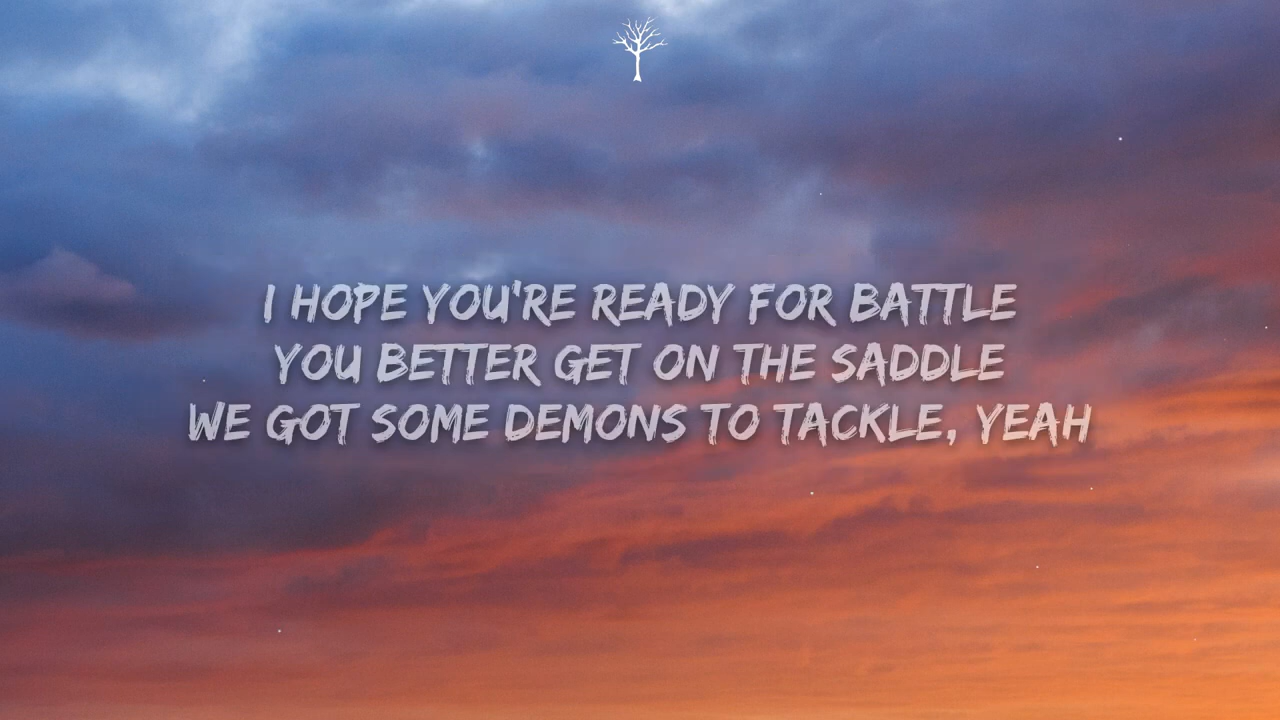 I HOPE YOU'RE READY FOR BATTLE
YOU BETTER GET ON THE SADDLE
WE GOT SOME DEMONS TO TACKLE, YEAH